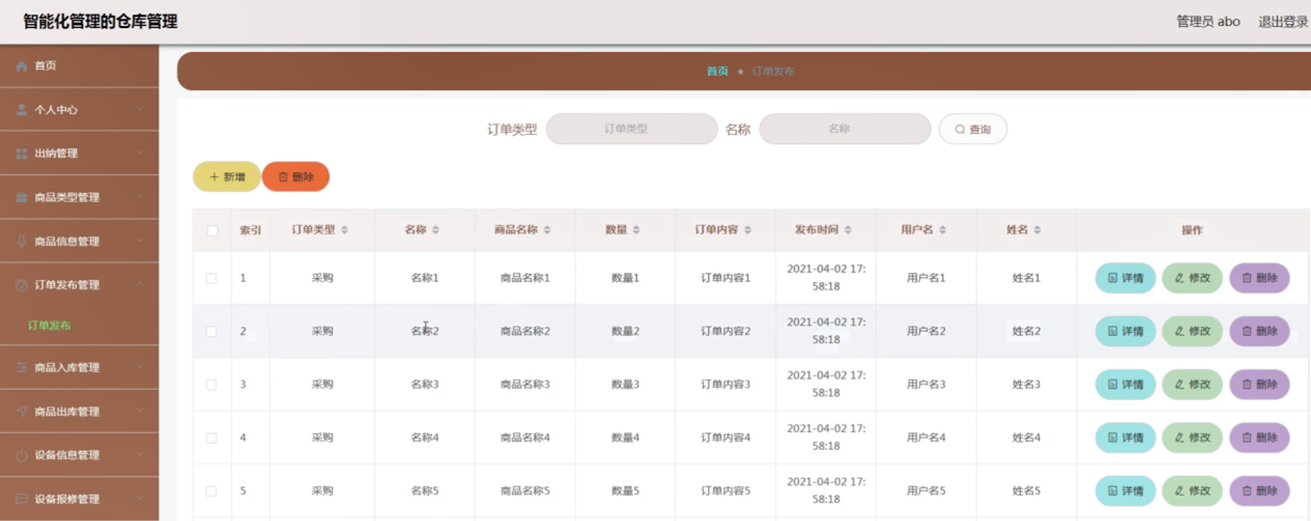 智能化管理的仓库管理
管理员 abo 退出登录
首页
个人中心
出纳管理
商品类型管理
商品信息管理
订单发布管理
订单发布
商品入库管理
商品出库管理
设备信息管理
设备报修管理
首页 ★ 订单发布
订单类型 订单类型 名称 名称 查询
+ 新增 删除
索引 订单类型 名称 商品名称 数量 订单内容 发布时间 用户名 姓名 操作
1 采购 名称1 商品名称1 数量1 订单内容1 2021-04-02 17:
58:18 用户名1 姓名1 详情 修改 删除
2 采购 名称2 商品名称2 数量2 订单内容2 2021-04-02 17:
58:18 用户名2 姓名2 详情 修改 删除
3 采购 名称3 商品名称3 数量3 订单内容3 2021-04-02 17:
58:18 用户名3 姓名3 详情 修改 删除
4 采购 名称4 商品名称4 数量4 订单内容4 2021-04-02 17:
58:18 用户名4 姓名4 详情 修改 删除
5 采购 名称5 商品名称5 数量5 订单内容5 2021-04-02 17:
58:18 用户名5 姓名5 详情 修改 删除